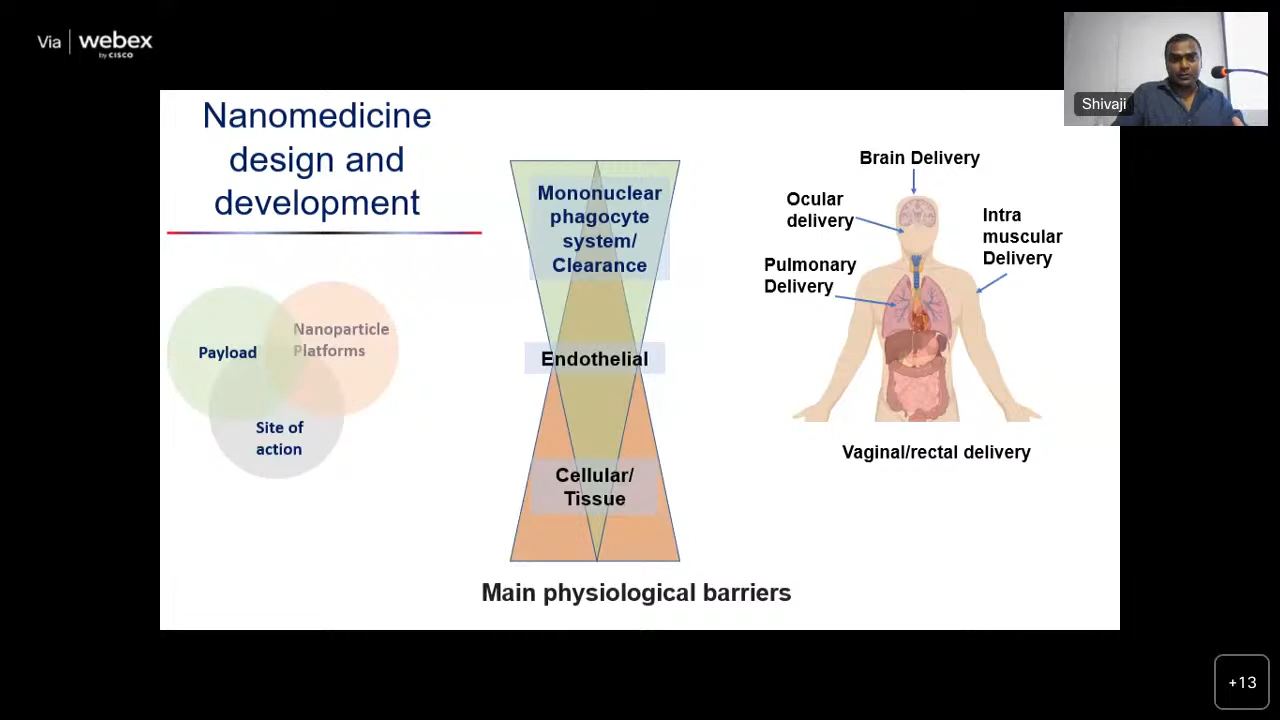 Via | webex
by CISCO
Shivaji
Nanomedicine
design and
development
Payload
Nanoparticle
Platforms
Site of
action
Mononuclear
phagocyte
system/
Clearance
Endothelial
Cellular/
Tissue
Main physiological barriers
Brain Delivery
Ocular
delivery
Intra
muscular
Delivery
Pulmonary
Delivery
Vaginal/rectal delivery
+13